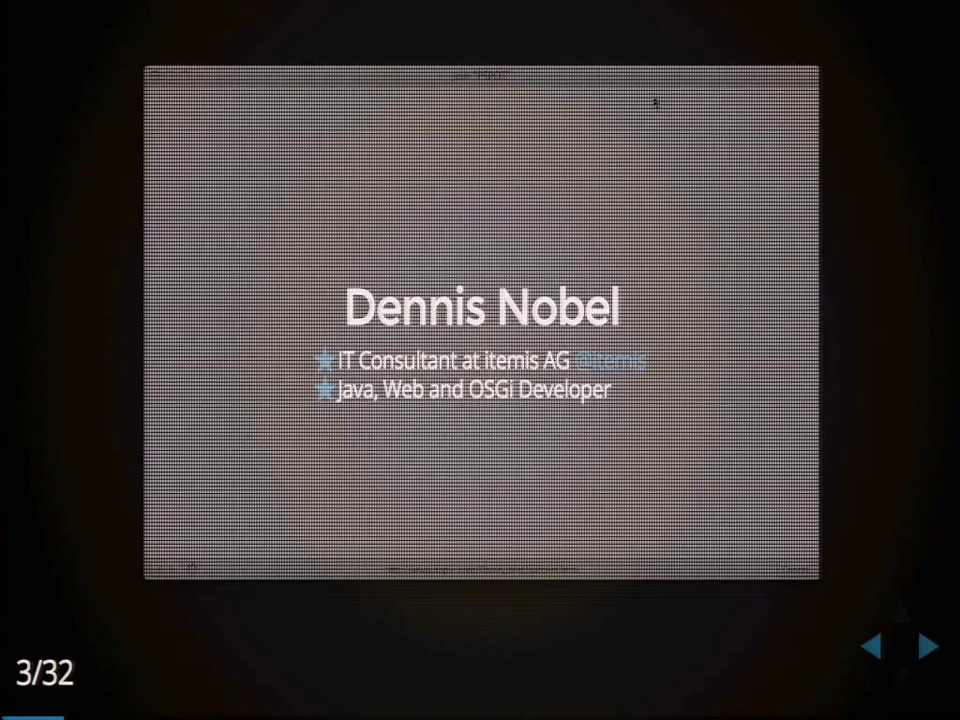 Dennis Nobel
IT Consultant at itemis AG @itemis
Java, Web and OSGi Developer
3/32